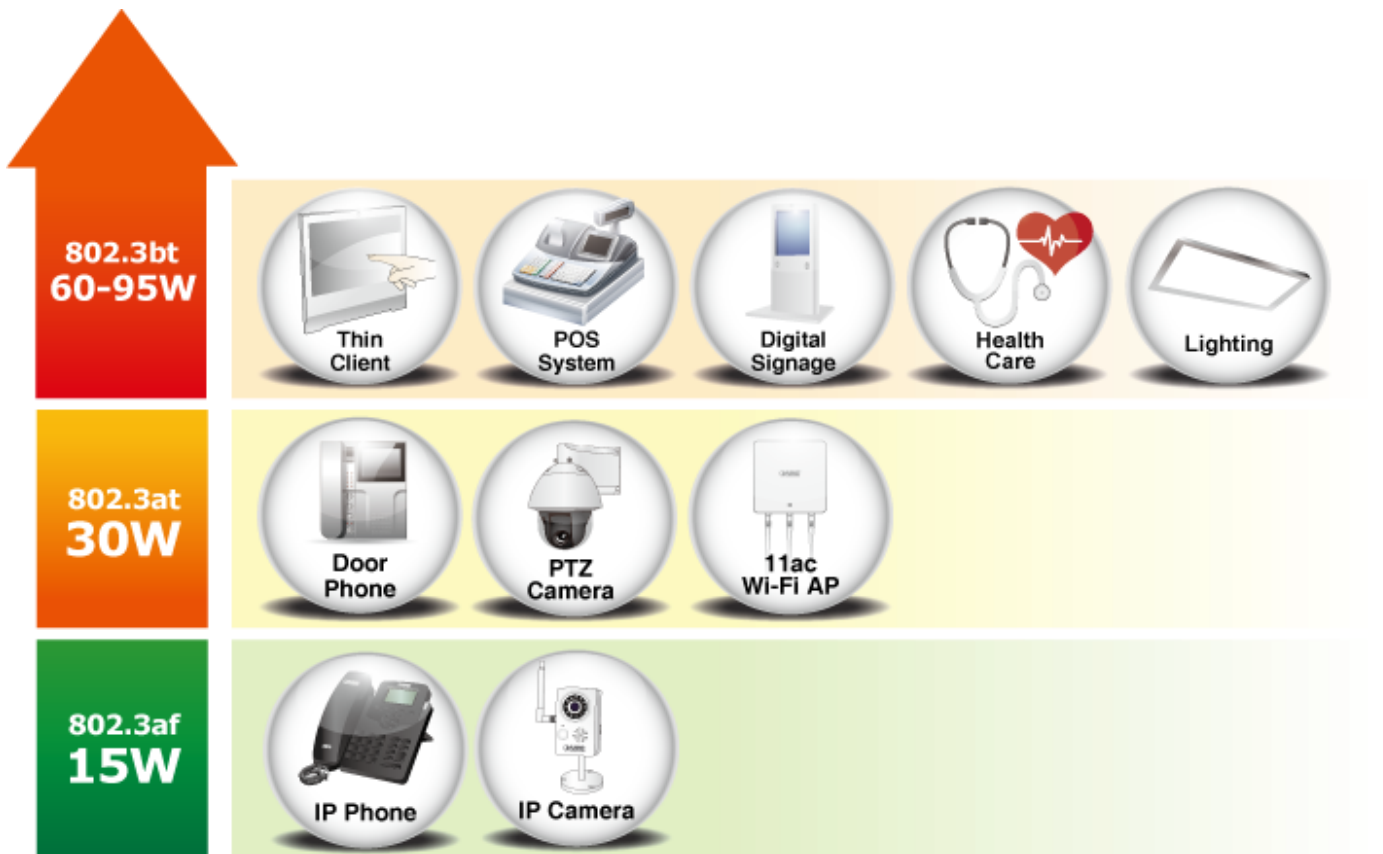 802.3bt
60-95W
Thin
Client
POS
System
Digital
Signage
Health
Care
Lighting
802.3at
30W
Door
Phone
PTZ
Camera
11ac
Wi-Fi AP
802.3af
15W
IP Phone
IP Camera